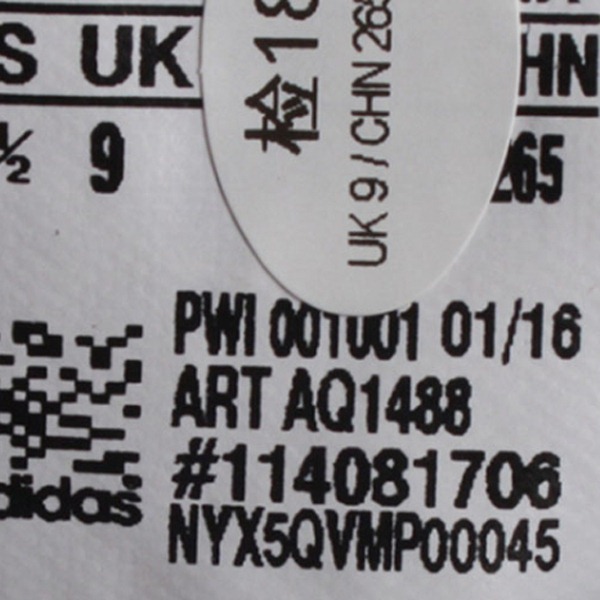 S UK HN
½ 9 265
检18
UK 9 / CHN 265
PWI 001001 01/16
ART AQ1488
#114081706
NYX5QVMP00045
adidas